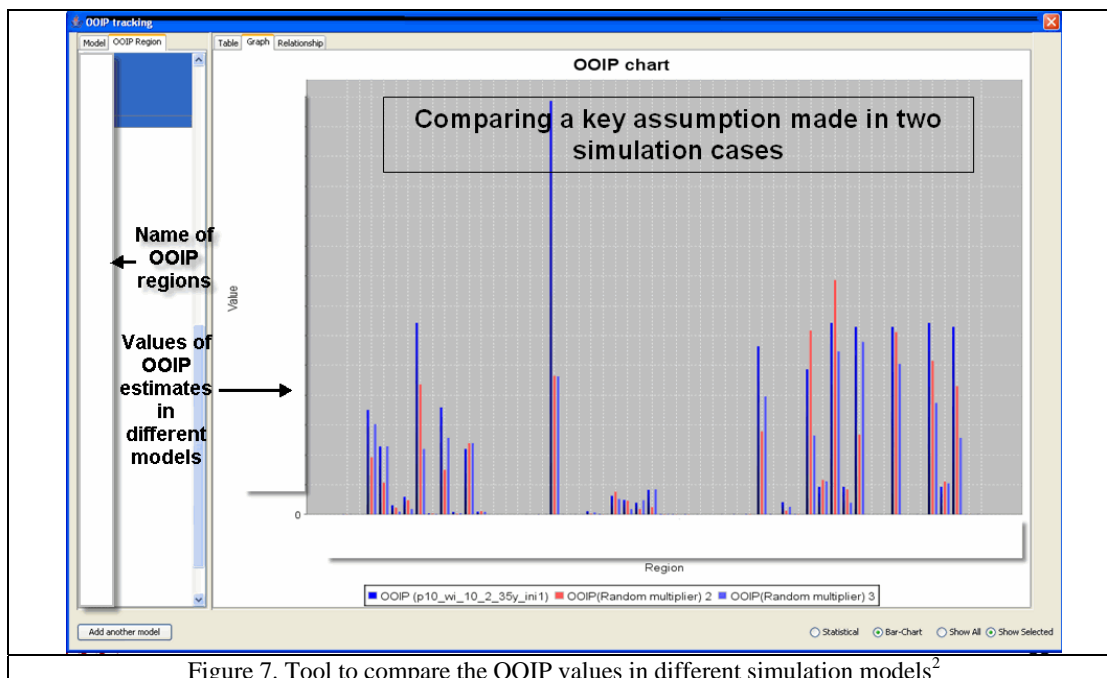 OOIP tracking
Model OOIP Region
Table Graph Relationship
OOIP chart
Comparing a key assumption made in two
simulation cases
Name of
OOIP
regions
Value
Values of
OOIP
estimates
in
different
models
0
Region
OOIP (p10_wi_10_2_35y_ini1) OOIP(Random multiplier) 2 OOIP(Random multiplier) 3
Add another model
Statistical Bar-Chart Show All Show Selected
Figure 7. Tool to compare the OOIP values in different simulation models2